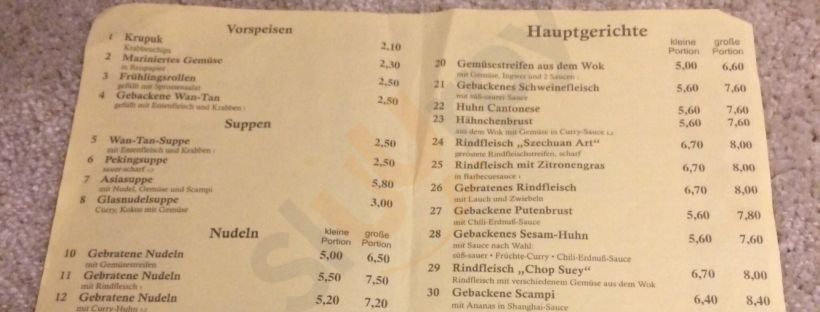 Vorspeisen
1 Krupuk 2,10
Krabbenchips
2 Mariniertes Gemüse 2,30
in Reispapier
3 Frühlingsrollen 2,50
gefüllt mit Sprossensalat
4 Gebackene Wan-Tan 2,50
gefüllt mit Entenfleisch und Krabben
Suppen
5 Wan-Tan-Suppe 2,50
mit Entenfleisch und Krabben
6 Pekingsuppe 2,50
sauer-scharf
7 Asiasuppe 5,80
mit Nudel, Gemüse und Scampi
8 Glasnudelsuppe 3,00
Curry, Kokos mit Gemüse
Nudeln
kleine Portion große Portion
10 Gebratene Nudeln 5,00 6,50
mit Gemüsestreifen
11 Gebratene Nudeln 5,50 7,50
mit Rindfleisch
12 Gebratene Nudeln 5,20 7,20
mit Curry-Huhn
Hauptgerichte
kleine Portion große Portion
20 Gemüsestreifen aus dem Wok 5,00 6,60
mit Gemüse, Ingwer und 2 Saucen
21 Gebackenes Schweinefleisch 5,60 7,60
mit süß-saurer Sauce
22 Huhn Cantonese 5,60 7,60
23 Hähnchenbrust 5,60 7,60
aus dem Wok mit Gemüse in Curry-Sauce
24 Rindfleisch „Szechuan Art“ 6,70 8,00
geröstete Rindfleischstreifen, scharf
25 Rindfleisch mit Zitronengras 6,70 8,00
in Barbecuesauce
26 Gebratenes Rindfleisch 6,70 8,00
mit Lauch und Zwiebeln
27 Gebackene Putenbrust 5,60 7,80
mit Chili-Erdnuß-Sauce
28 Gebackenes Sesam-Huhn 5,60 7,60
mit Sauce nach Wahl:
süß-sauer • Früchte-Curry • Chili-Erdnuß-Sauce
29 Rindfleisch „Chop Suey“ 6,70 8,00
Rindfleisch mit verschiedenem Gemüse aus dem Wok
30 Gebackene Scampi 6,40 8,40
mit Ananas in Shanghai-Sauce